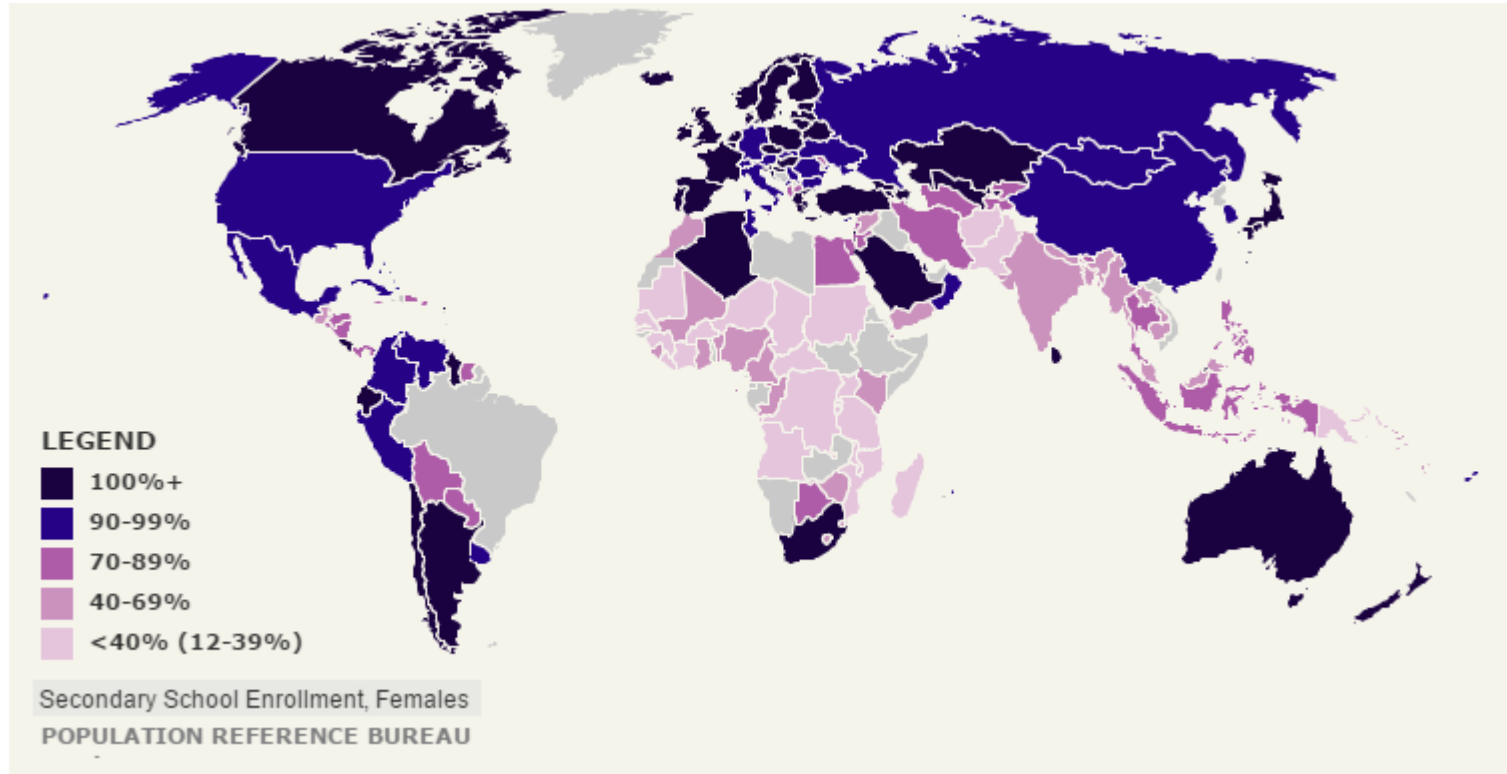 LEGEND
100%+
90-99%
70-89%
40-69%
<40% (12-39%)
Secondary School Enrollment, Females
POPULATION REFERENCE BUREAU